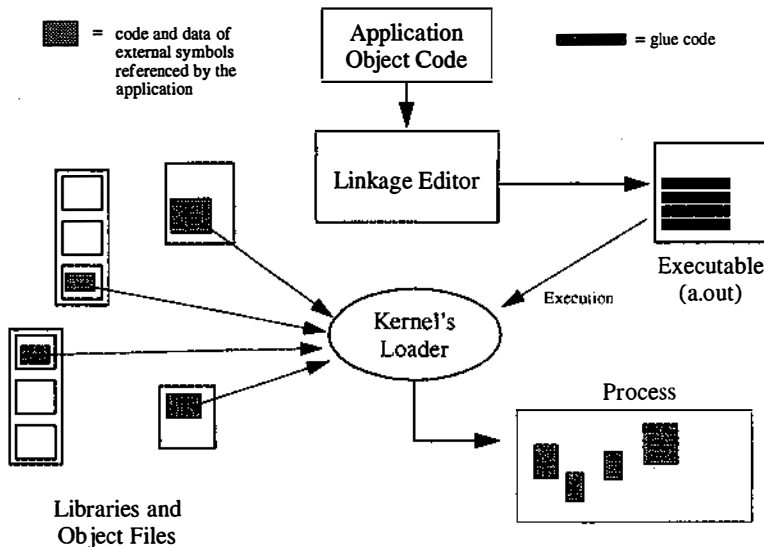 = code and data of
external symbols
referenced by the
application
Application
Object Code
= glue code
Linkage Editor
Executable
(a.out)
Execution
Kernel's
Loader
Process
Libraries and
Object Files